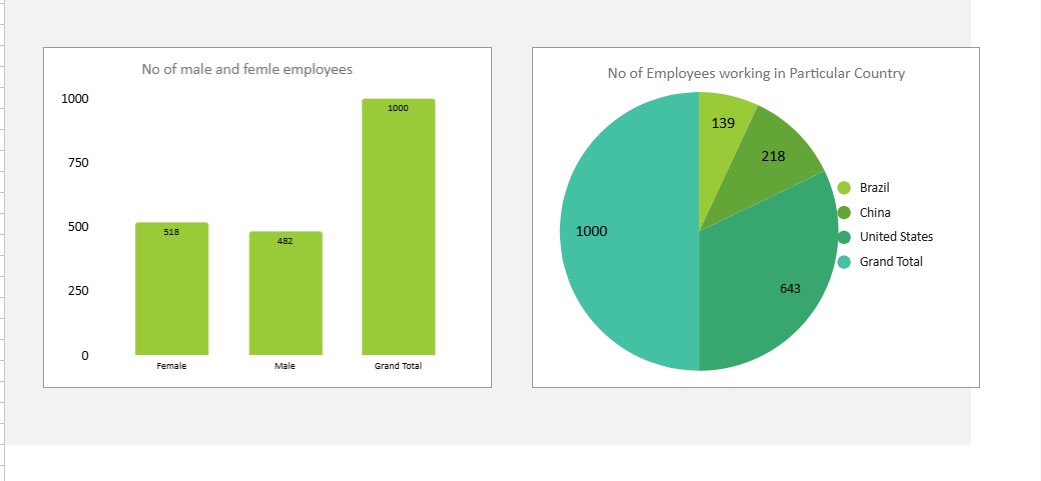 No of male and femle employees
1000
750
500
250
0
518
482
1000
Female
Male
Grand Total
No of Employees working in Particular Country
139
218
643
1000
Brazil
China
United States
Grand Total